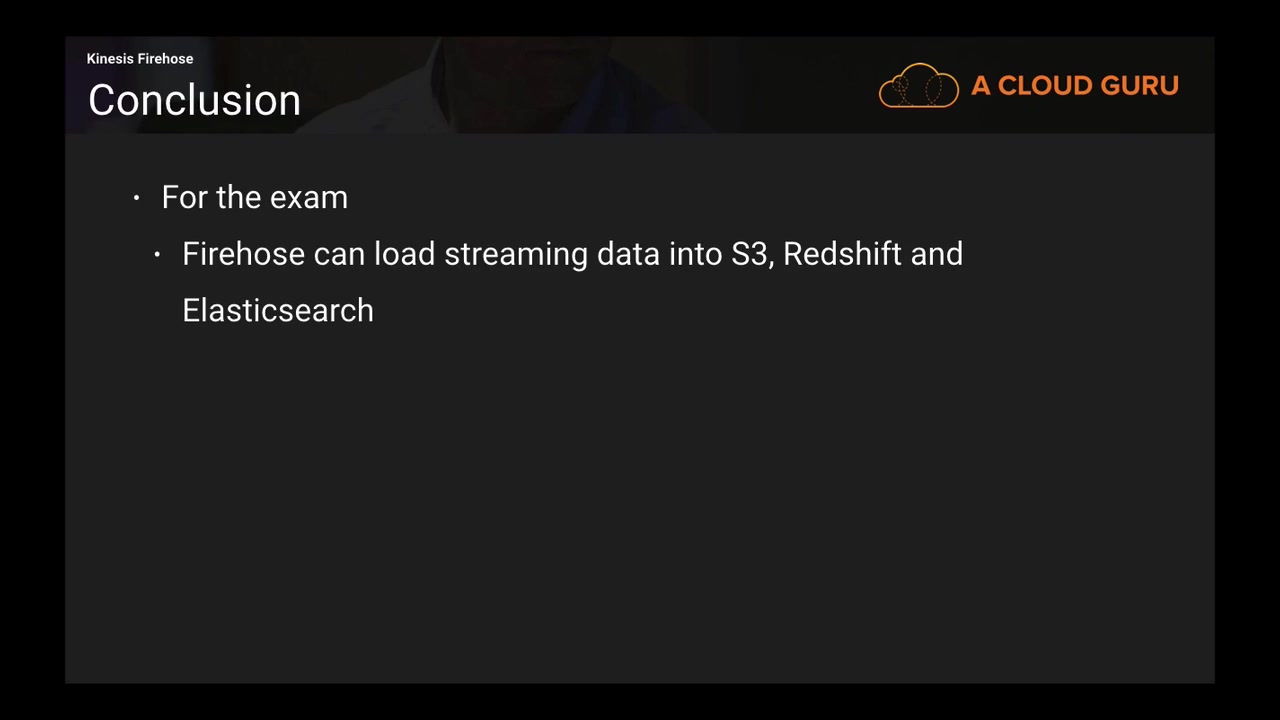 Kinesis Firehose
Conclusion
A CLOUD GURU
• For the exam
• Firehose can load streaming data into S3, Redshift and
Elasticsearch